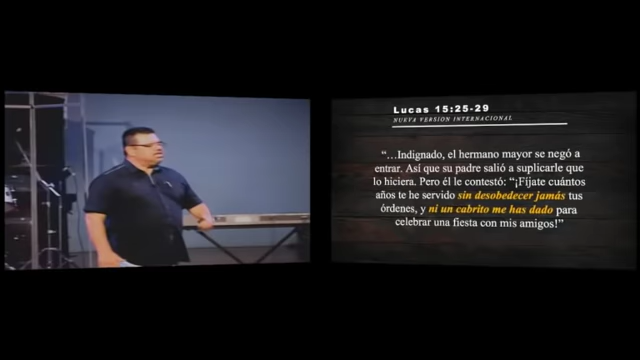 Lucas 15:25-29
NUEVA VERSIÓN INTERNACIONAL
“…Indignado, el hermano mayor se negó a
entrar. Así que su padre salió a suplicarle que
lo hiciera. Pero él le contestó: “¡Fíjate cuántos
años te he servido sin desobedecer jamás tus
órdenes, y ni un cabrito me has dado para
celebrar una fiesta con mis amigos!”